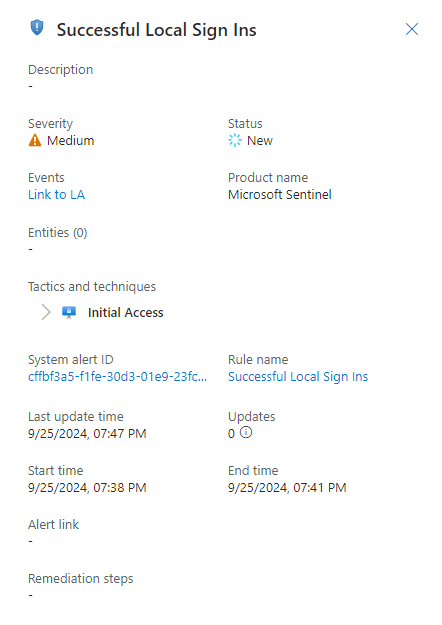 Successful Local Sign Ins
Description
-
Severity
Status
Medium
New
Events
Product name
Link to LA
Microsoft Sentinel
Entities (0)
-
Tactics and techniques
Initial Access
System alert ID
Rule name
cffbf3a5-f1fe-30d3-01e9-23fc...
Successful Local Sign Ins
Last update time
Updates
9/25/2024, 07:47 PM
0
Start time
End time
9/25/2024, 07:38 PM
9/25/2024, 07:41 PM
Alert link
-
Remediation steps
-